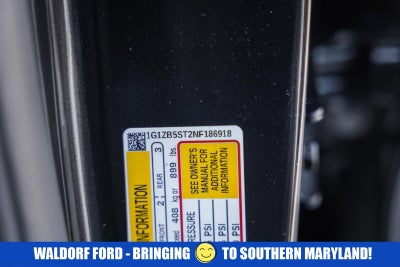 1G1ZB5ST2NF186918
INFORMATION
FRONT 2 REAR 3
408 kg or 899 lbs.
SEE OWNER'S
MANUAL FOR
ADDITIONAL
INFORMATION
PRESSURE
PSI
PSI
PSI
WALDORF FORD - BRINGING 😊 TO SOUTHERN MARYLAND!